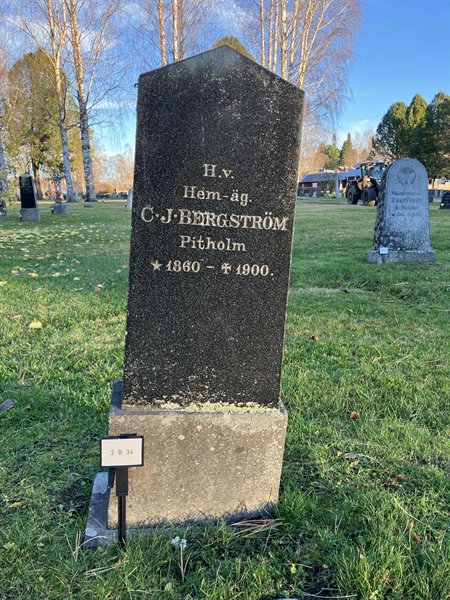 H.v.
Hem-äg.
C·J·BERGSTRÖM
Pitholm
★ 1860 – ✝ 1900.
2 B 34